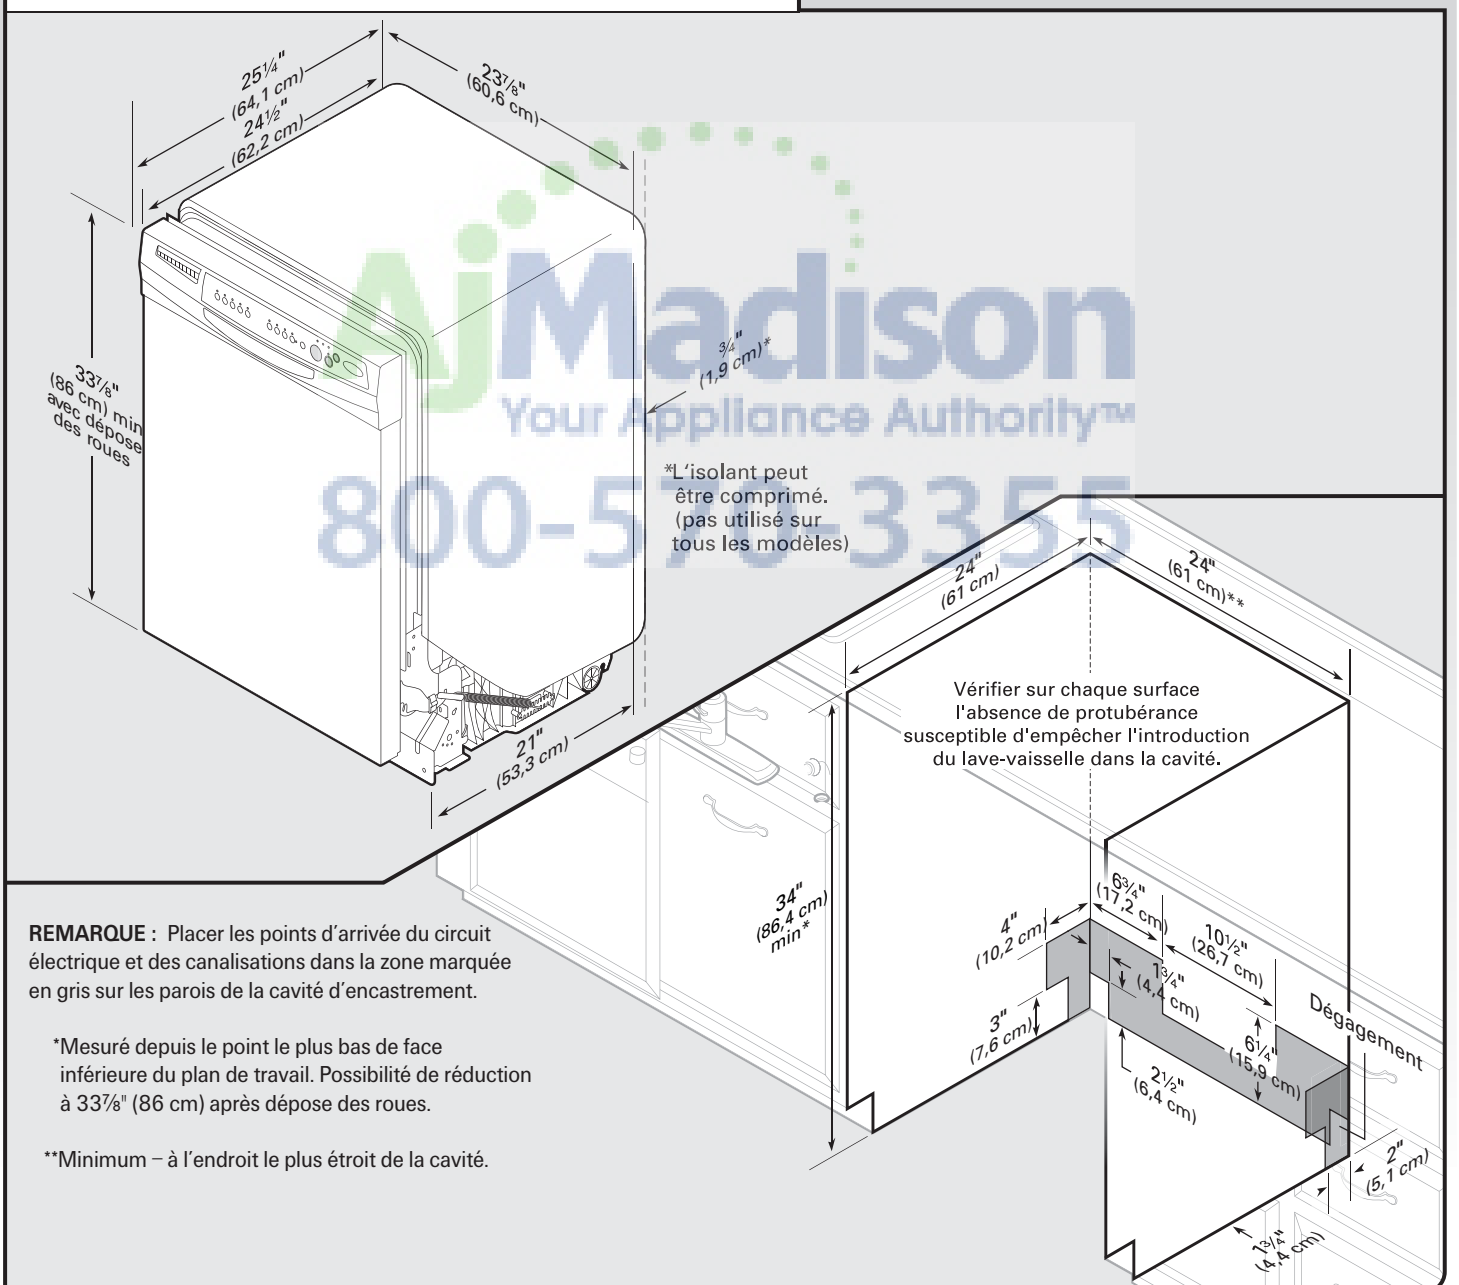 25¼"
(64,1 cm)
24½"
(62,2 cm)
23⅞"
(60,6 cm)
33⅞"
(86 cm) min
avec dépose
des roues
¾"
(1,9 cm)*
AjMadison
Your Appliance Authority™
800-570-3355
*L‘isolant peut
être comprimé.
(pas utilisé sur
tous les modèles)
21"
(53,3 cm)
24"
(61 cm)
24"
(61 cm)**
Vérifier sur chaque surface
l'absence de protubérance
susceptible d'empêcher l'introduction
du lave-vaisselle dans la cavité.
34"
(86,4 cm)
min*
4"
(10,2 cm)
3"
(7,6 cm)
6¾"
(17,2 cm)
10½"
(26,7 cm)
1¾"
(4,4 cm)
6¼"
(15,9 cm)
2½"
(6,4 cm)
Dégagement
2"
(5,1 cm)
1¾"
(4,4 cm)
REMARQUE : Placer les points d’arrivée du circuit
électrique et des canalisations dans la zone marquée
en gris sur les parois de la cavité d’encastrement.
*Mesuré depuis le point le plus bas de face
inférieure du plan de travail. Possibilité de réduction
à 33⅞" (86 cm) après dépose des roues.
**Minimum – à l’endroit le plus étroit de la cavité.